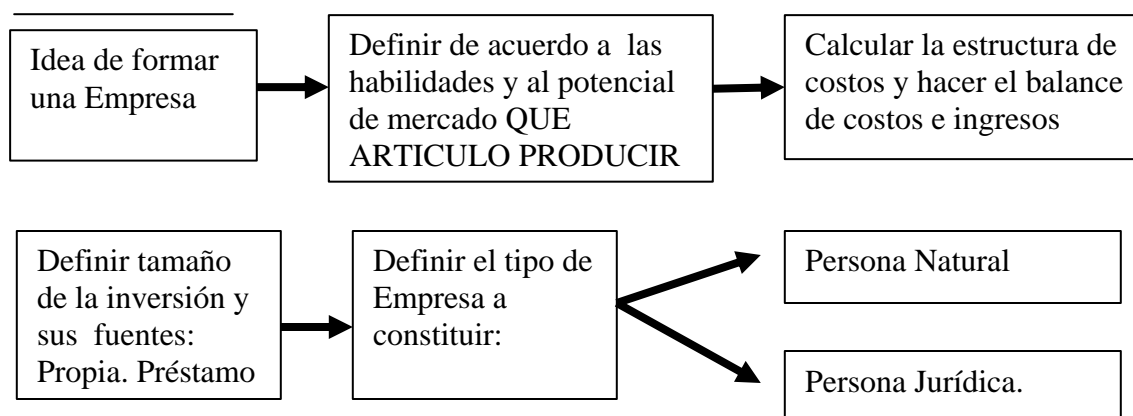 Idea de formar
una Empresa
Definir de acuerdo a las
habilidades y al potencial
de mercado QUE
ARTICULO PRODUCIR
Calcular la estructura de
costos y hacer el balance
de costos e ingresos
Definir tamaño
de la inversión y
sus fuentes:
Propia. Préstamo
Definir el tipo de
Empresa a
constituir:
Persona Natural
Persona Jurídica.